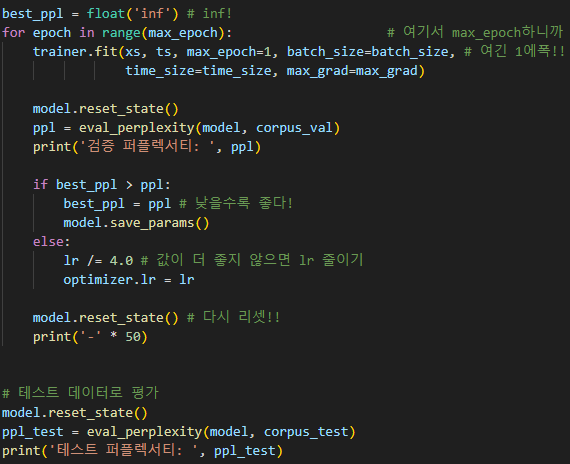 best_ppl = float('inf') # inf!
for epoch in range(max_epoch):                    # 여기서 max_epoch하니까
    trainer.fit(xs, ts, max_epoch=1, batch_size=batch_size, # 여긴 1에폭!!
                time_size=time_size, max_grad=max_grad)
    model.reset_state()
    ppl = eval_perplexity(model, corpus_val)
    print('검증 퍼플렉서티: ', ppl)
    if best_ppl > ppl:
        best_ppl = ppl # 낮을수록 좋다!
        model.save_params()
    else:
        lr /= 4.0 # 값이 더 좋지 않으면 lr 줄이기
        optimizer.lr = lr
    model.reset_state() # 다시 리셋!!
    print('-' * 50)
# 테스트 데이터로 평가
model.reset_state()
ppl_test = eval_perplexity(model, corpus_test)
print('테스트 퍼플렉서티: ', ppl_test)